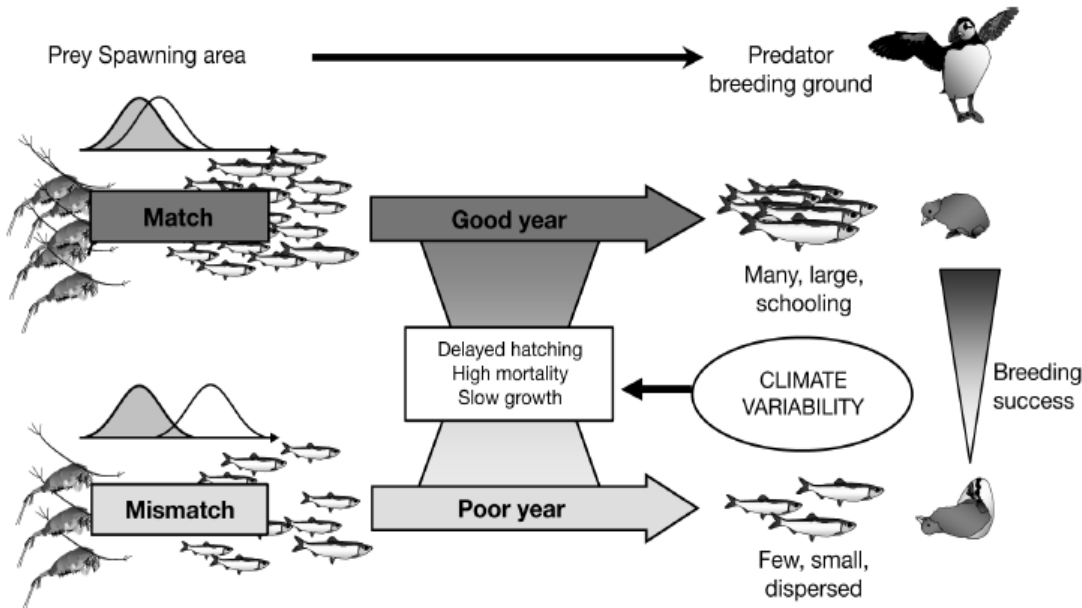 Prey Spawning area
Predator
breeding ground
Match
Good year
Many, large,
schooling
Delayed hatching
High mortality
Slow growth
CLIMATE
VARIABILITY
Breeding
success
Mismatch
Poor year
Few, small,
dispersed